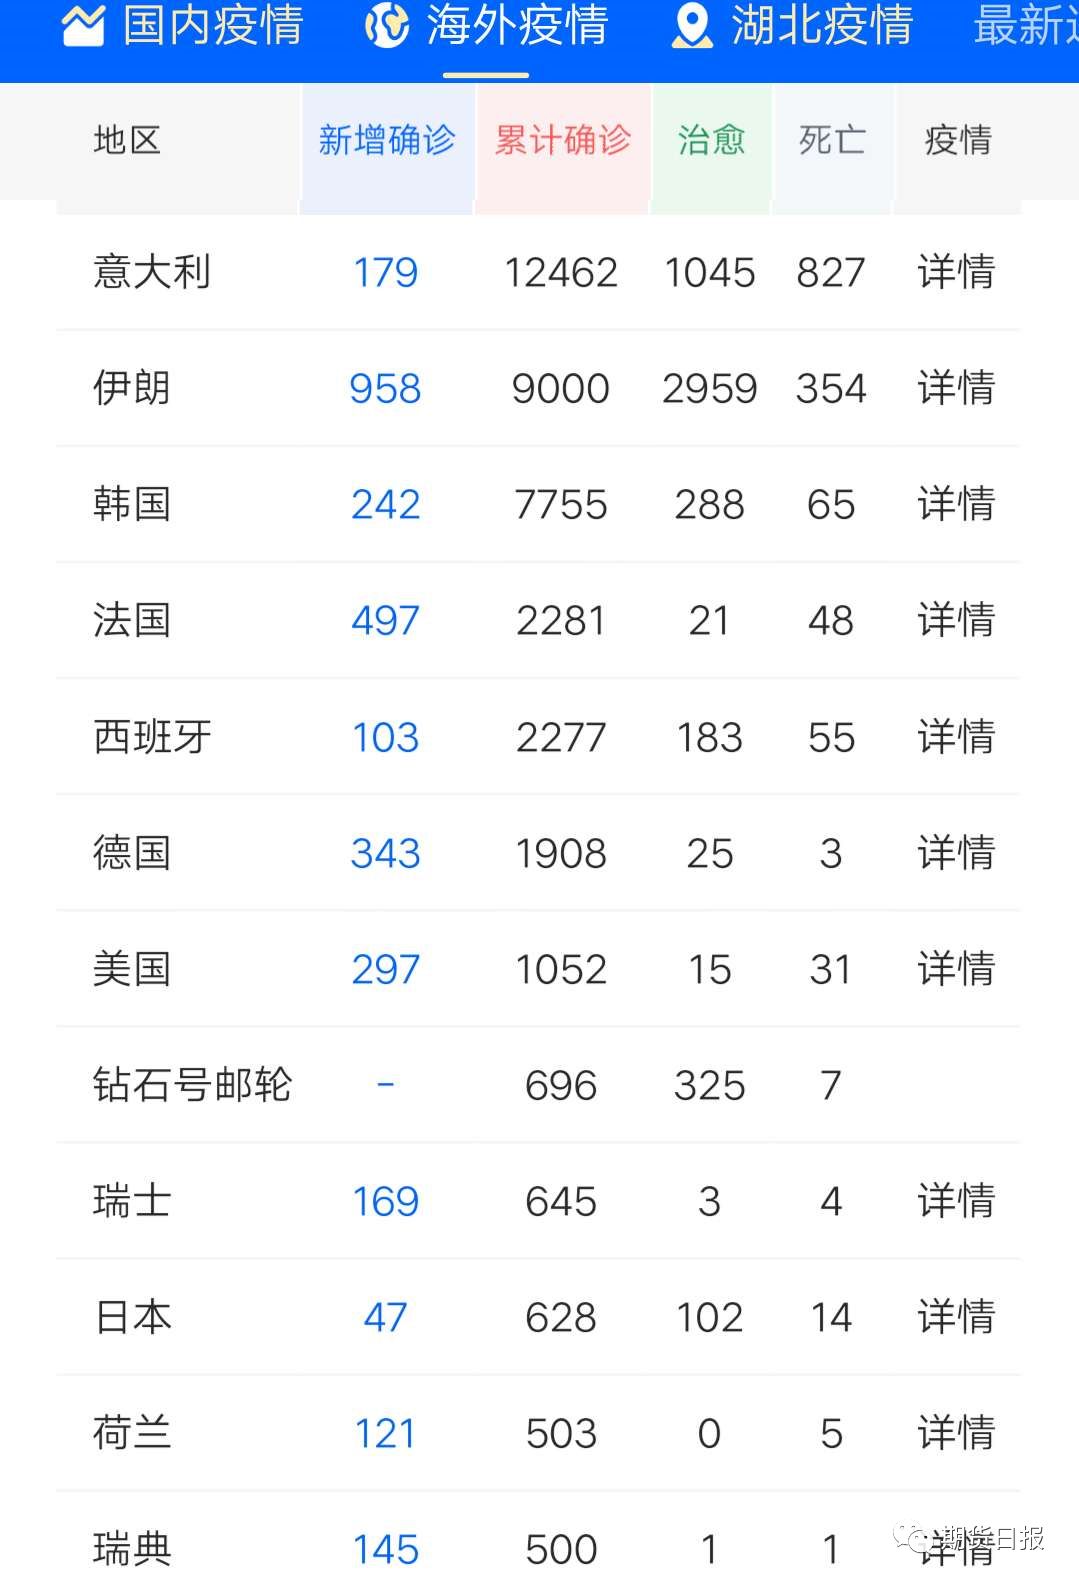 国内疫情 海外疫情 湖北疫情 最新
地区 新增确诊 累计确诊 治愈 死亡 疫情
意大利 179 12462 1045 827 详情
伊朗 958 9000 2959 354 详情
韩国 242 7755 288 65 详情
法国 497 2281 21 48 详情
西班牙 103 2277 183 55 详情
德国 343 1908 25 3 详情
美国 297 1052 15 31 详情
钻石号邮轮 - 696 325 7
瑞士 169 645 3 4 详情
日本 47 628 102 14 详情
荷兰 121 503 0 5 详情
瑞典 145 500 1 1 详情
期货日报